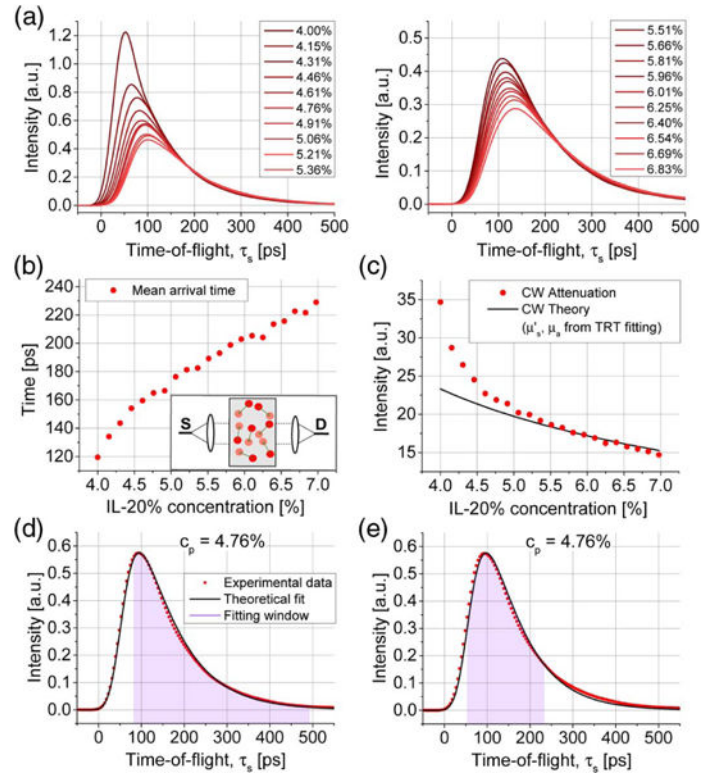 (a)
1.2
1.0
0.8
0.6
0.4
0.2
0.0
Intensity [a.u.]
0 100 200 300 400 500
Time-of-flight, τs [ps]
4.00%
4.15%
4.31%
4.46%
4.61%
4.76%
4.91%
5.06%
5.21%
5.36%
0.5
0.4
0.3
0.2
0.1
0.0
Intensity [a.u.]
0 100 200 300 400 500
Time-of-flight, τs [ps]
5.51%
5.66%
5.81%
5.96%
6.01%
6.25%
6.40%
6.54%
6.69%
6.83%
(b)
240
220
200
180
160
140
120
Time [ps]
Mean arrival time
S
D
4.0 4.5 5.0 5.5 6.0 6.5 7.0
IL-20% concentration [%]
(c)
35
30
25
20
15
Intensity [a.u.]
CW Attenuation
CW Theory
(μ's, μa from TRT fitting)
4.0 4.5 5.0 5.5 6.0 6.5 7.0
IL-20% concentration [%]
(d)
cp = 4.76%
0.6
0.5
0.4
0.3
0.2
0.1
0.0
Intensity [a.u.]
Experimental data
Theoretical fit
Fitting window
0 100 200 300 400 500
Time-of-flight, τs [ps]
(e)
cp = 4.76%
0.6
0.5
0.4
0.3
0.2
0.1
0.0
Intensity [a.u.]
0 100 200 300 400 500
Time-of-flight, τs [ps]